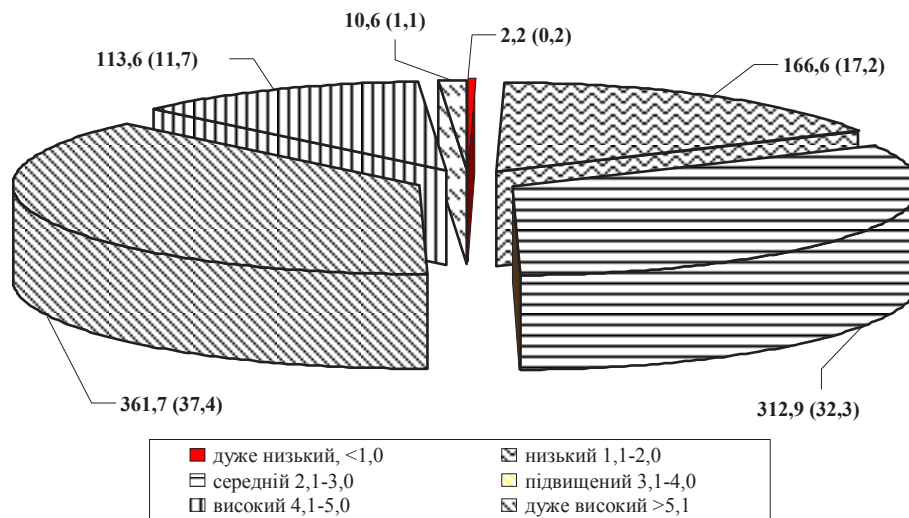 10,6 (1,1)
2,2 (0,2)
113,6 (11,7)
166,6 (17,2)
361,7 (37,4)
312,9 (32,3)
дуже низький, <1,0
низький 1,1-2,0
середній 2,1-3,0
підвищений 3,1-4,0
високий 4,1-5,0
дуже високий >5,1